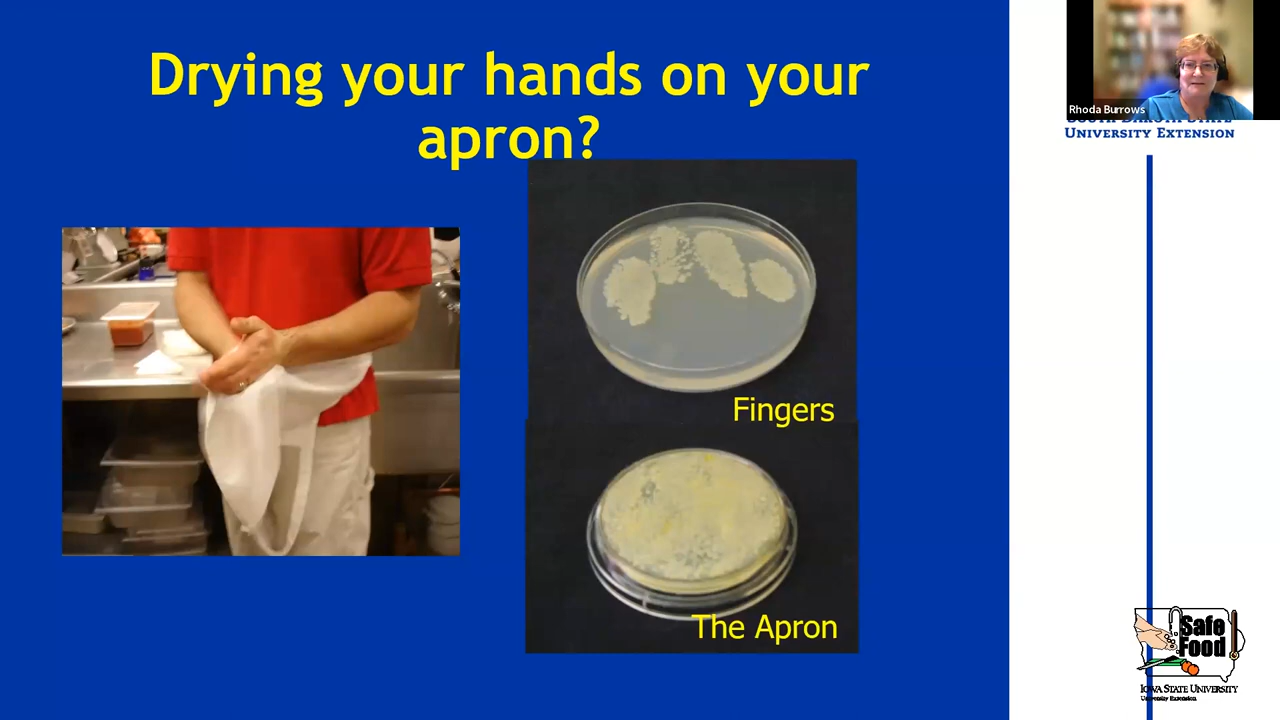 Drying your hands on your
apron?
Rhoda Burrows
SOUTH DAKOTA STATE
UNIVERSITY EXTENSION
Fingers
The Apron
Safe
Food
IOWA STATE UNIVERSITY
University Extension